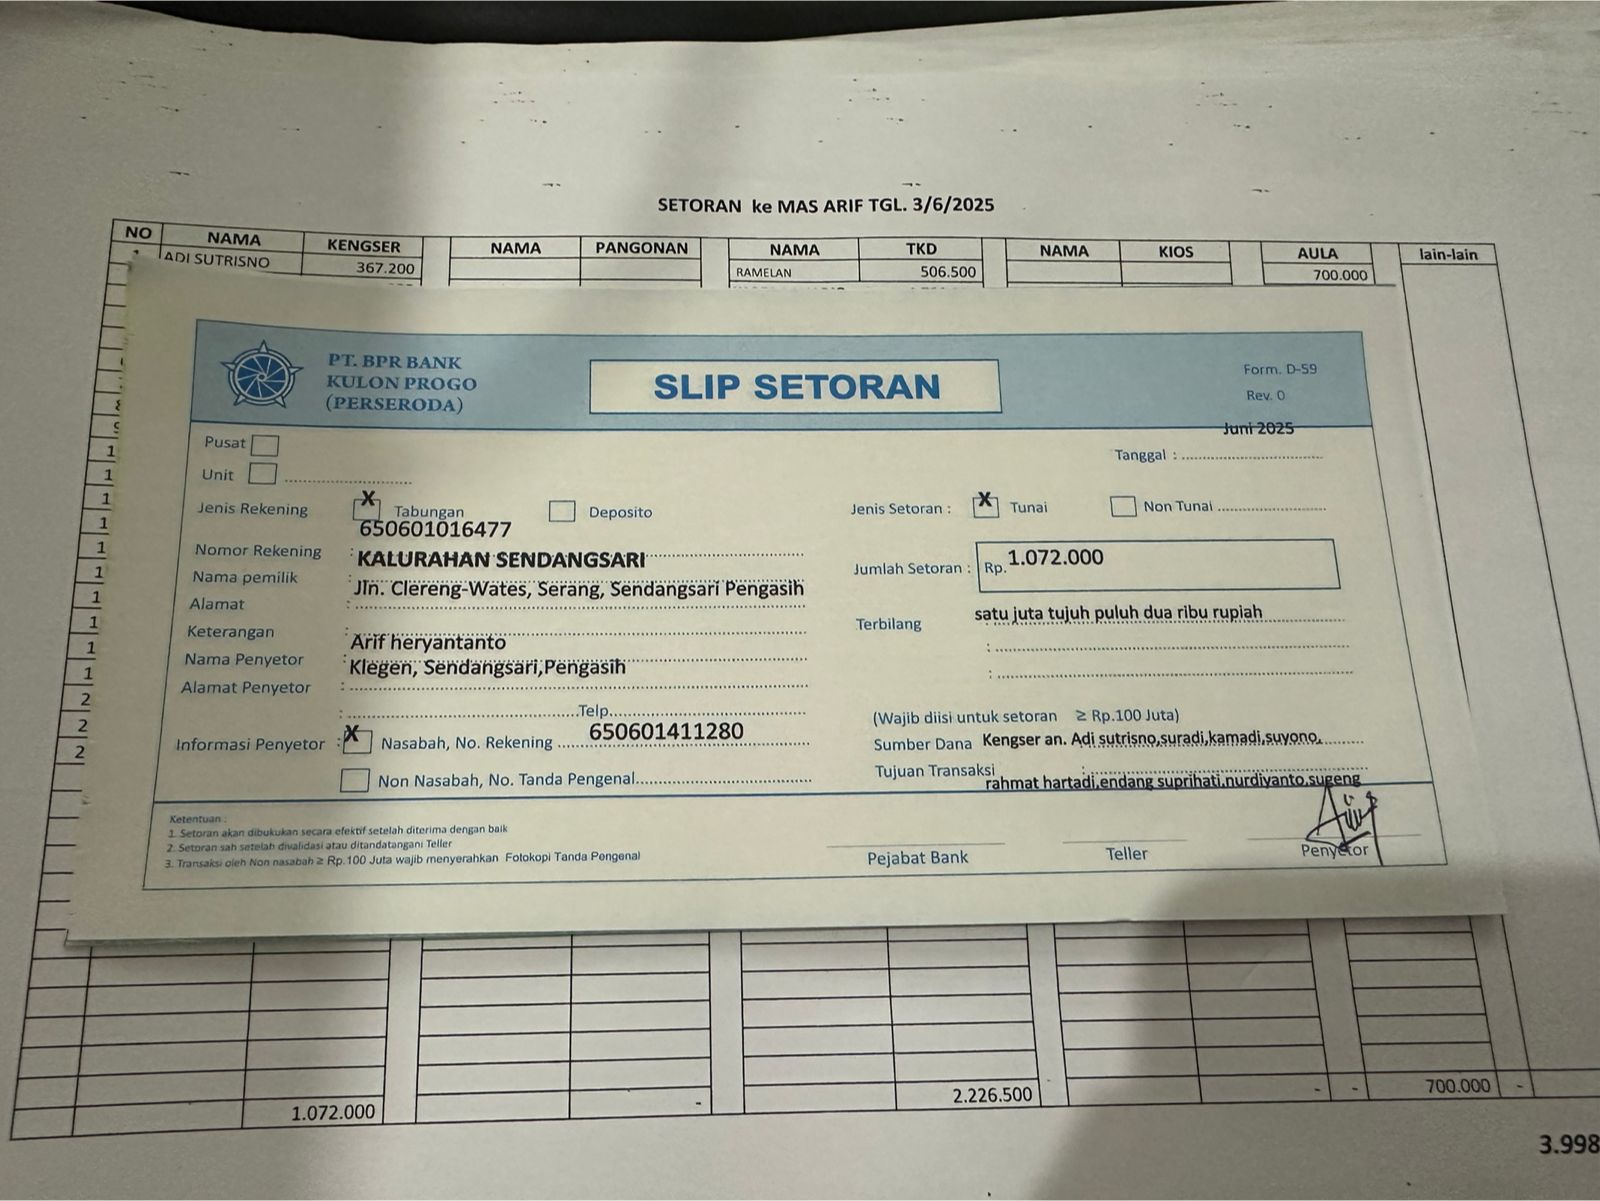 SETORAN ke MAS ARIF TGL. 3/6/2025
NO NAMA KENGSER NAMA PANGONAN NAMA TKD NAMA KIOS AULA lain-lain
ADI SUTRISNO 367.200 RAMELAN 506.500 700.000
PT. BPR BANK
KULON PROGO
(PERSERODA)
SLIP SETORAN
Form. D-59
Rev. 0
Juni 2025
Pusat
Tanggal :
Unit
Jenis Rekening X Tabungan Deposito
Jenis Setoran : X Tunai Non Tunai
650601016477
Nomor Rekening :
KALURAHAN SENDANGSARI
Nama pemilik :
Jln. Clereng-Wates, Serang, Sendangsari Pengasih
Alamat :
Keterangan :
Arif heryantanto
Nama Penyetor :
Klegen, Sendangsari,Pengasih
Alamat Penyetor :
: Telp.
650601411280
Informasi Penyetor : X Nasabah, No. Rekening
Non Nasabah, No. Tanda Pengenal
Jumlah Setoran : Rp. 1.072.000
Terbilang satu juta tujuh puluh dua ribu rupiah
:
:
(Wajib diisi untuk setoran ≥ Rp.100 Juta)
Sumber Dana Kengser an. Adi sutrisno,suradi,kamadi,suyono,
Tujuan Transaksi :
rahmat hartadi,endang suprihati,nurdiyanto,sugeng
Ketentuan :
1. Setoran akan dibukukan secara efektif setelah diterima dengan baik
2. Setoran sah setelah divalidasi atau ditandatangani Teller
3. Transaksi oleh Non nasabah ≥ Rp.100 Juta wajib menyerahkan Fotokopi Tanda Pengenal
Pejabat Bank Teller Penyetor
1.072.000 - 2.226.500 - - 700.000 -
3.998